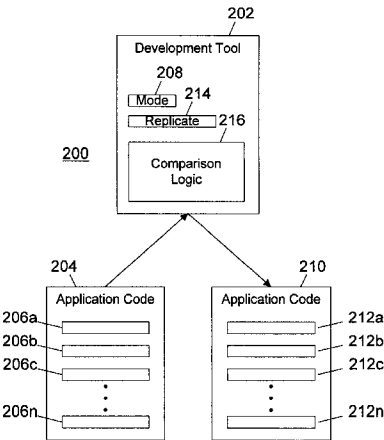 202
Development Tool
208
Mode
214
Replicate
216
200
Comparison
Logic
204
210
Application Code
Application Code
206a
212a
206b
212b
206c
212c
206n
212n